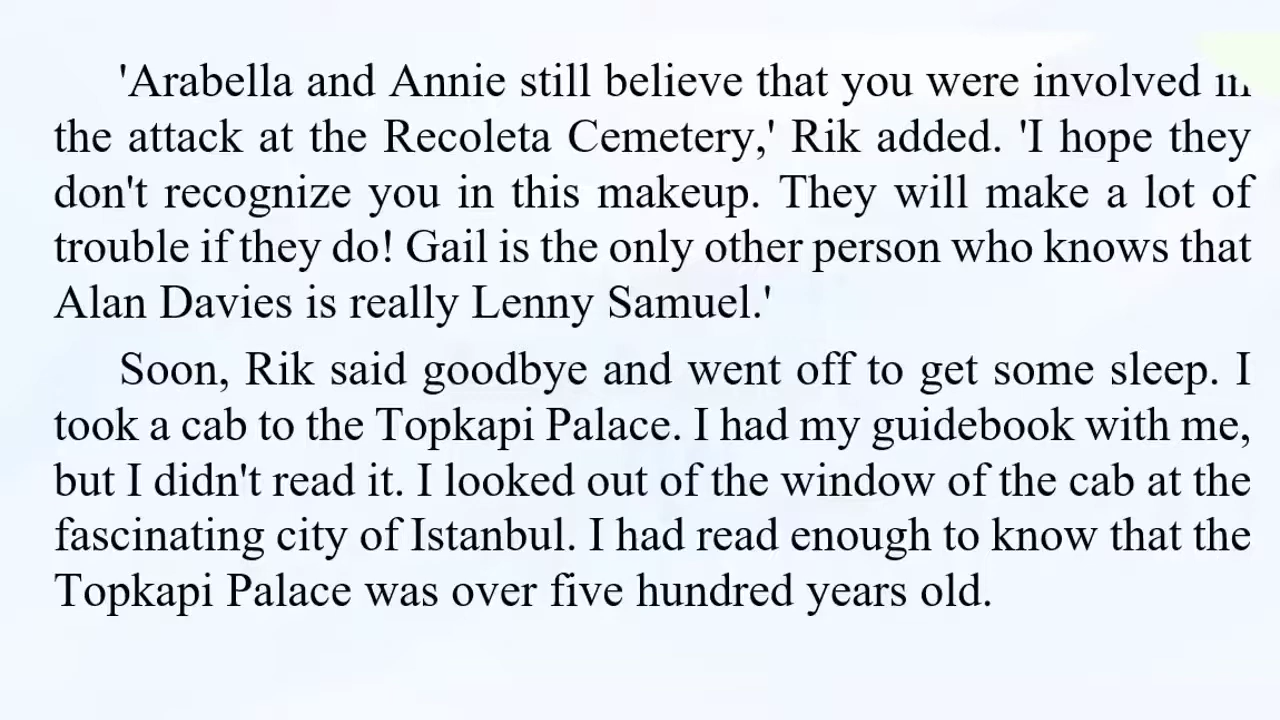 'Arabella and Annie still believe that you were involved in
the attack at the Recoleta Cemetery,' Rik added. 'I hope they
don't recognize you in this makeup. They will make a lot of
trouble if they do! Gail is the only other person who knows that
Alan Davies is really Lenny Samuel.'
Soon, Rik said goodbye and went off to get some sleep. I
took a cab to the Topkapi Palace. I had my guidebook with me,
but I didn't read it. I looked out of the window of the cab at the
fascinating city of Istanbul. I had read enough to know that the
Topkapi Palace was over five hundred years old.